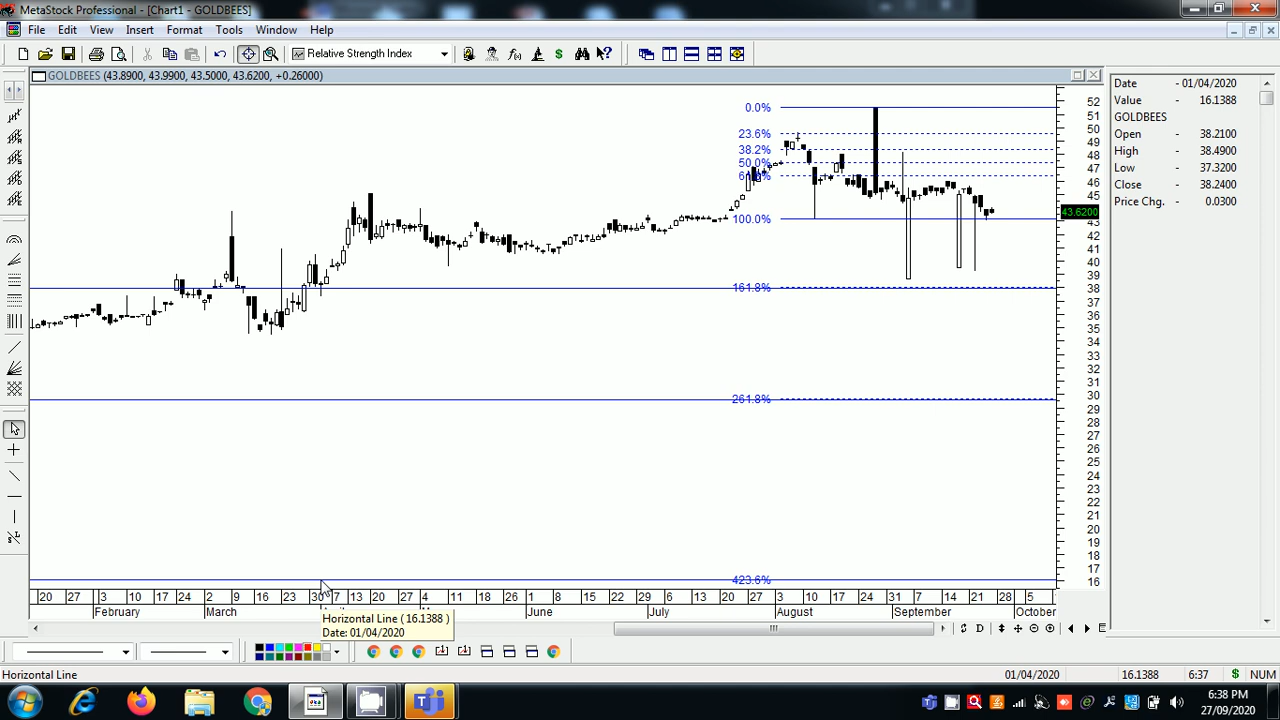 MetaStock Professional - [Chart1 - GOLDBEES]
File Edit View Insert Format Tools Window Help
Relative Strength Index
GOLDBEES (43.8900, 43.9900, 43.5000, 43.6200, +0.26000)
Date - 01/04/2020
Value - 16.1388
GOLDBEES
Open - 38.2100
High - 38.4900
Low - 37.3200
Close - 38.2400
Price Chg. - 0.0300
0.0%
23.6%
38.2%
50.0%
100.0%
161.8%
261.8%
423.6%
52
51
50
49
48
47
46
45
44
43.6200
43
42
41
40
39
38
37
36
35
34
33
32
31
30
29
28
27
26
25
24
23
22
21
20
19
18
17
16
20 27 3 10 17 24 2 9 16 23 30 7 13 20 27 4 11 18 26 1 8 15 22 29 6 13 20 27 3 10 17 24 31 7 14 21 28 5
February March June July August September October
Horizontal Line ( 16.1388 )
Date: 01/04/2020
Horizontal Line 01/04/2020 16.1388 6:37 $ NUM
6:38 PM
27/09/2020